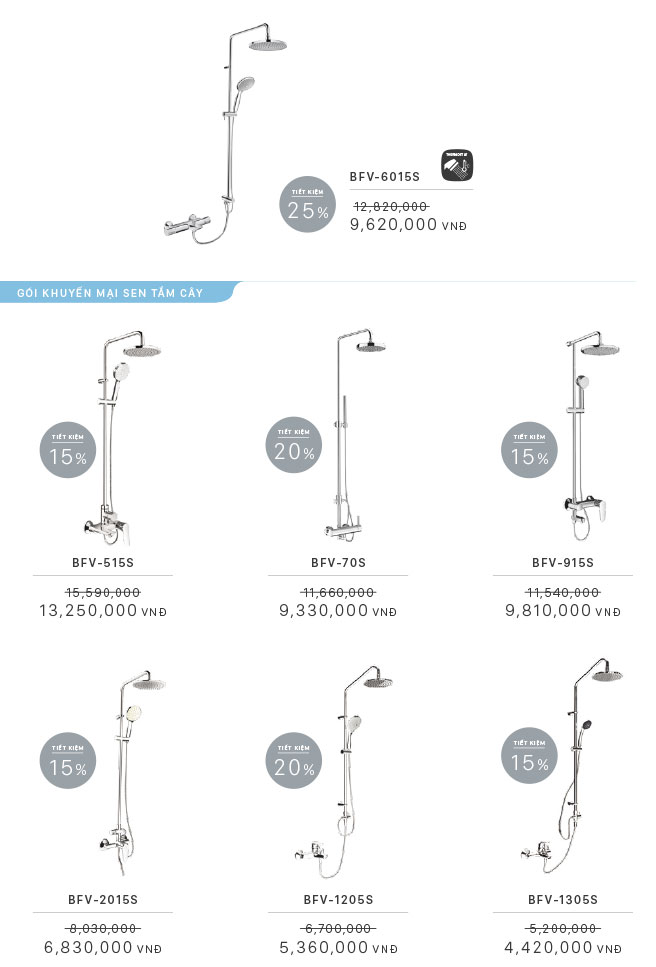 THERMOSTAT
BFV-6015S
TIẾT KIỆM
25%
12,820,000
9,620,000 VNĐ
GÓI KHUYẾN MẠI SEN TẮM CÂY
TIẾT KIỆM
15%
BFV-515S
15,590,000
13,250,000 VNĐ
TIẾT KIỆM
20%
BFV-70S
11,660,000
9,330,000 VNĐ
TIẾT KIỆM
15%
BFV-915S
11,540,000
9,810,000 VNĐ
TIẾT KIỆM
15%
BFV-2015S
8,030,000
6,830,000 VNĐ
TIẾT KIỆM
20%
BFV-1205S
6,700,000
5,360,000 VNĐ
TIẾT KIỆM
15%
BFV-1305S
5,200,000
4,420,000 VNĐ